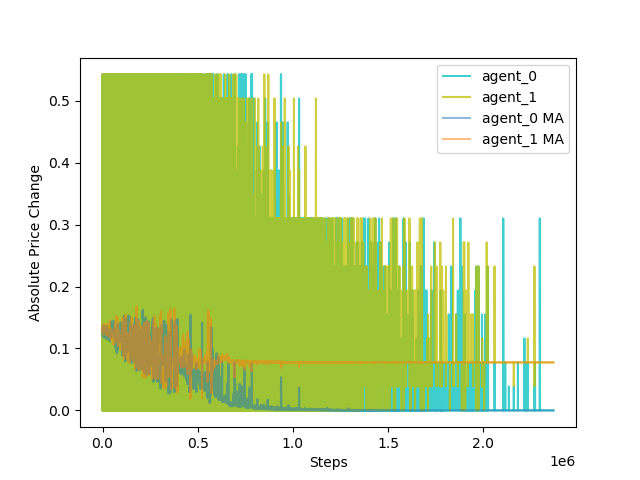 agent_0
agent_1
agent_0 MA
agent_1 MA
Absolute Price Change
0.5
0.4
0.3
0.2
0.1
0.0
0.0 0.5 1.0 1.5 2.0
1e6
Steps